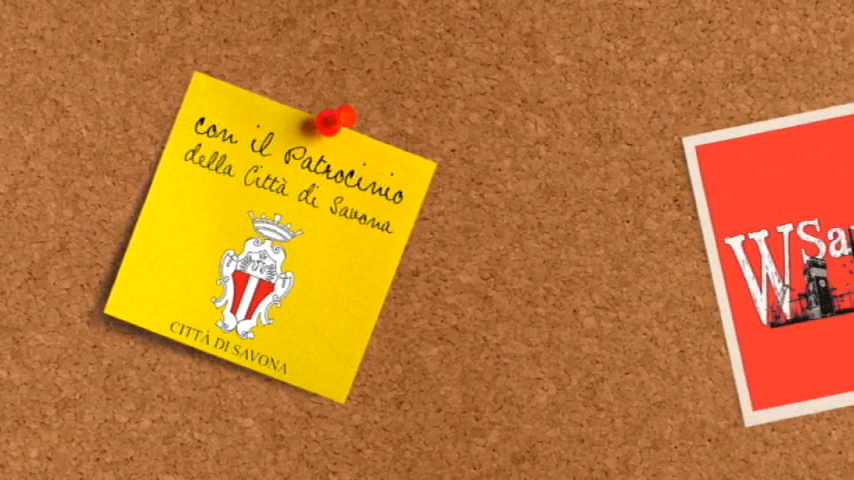 con il Patrocinio
della Città di Savona
CITTÀ DI SAVONA
WSa